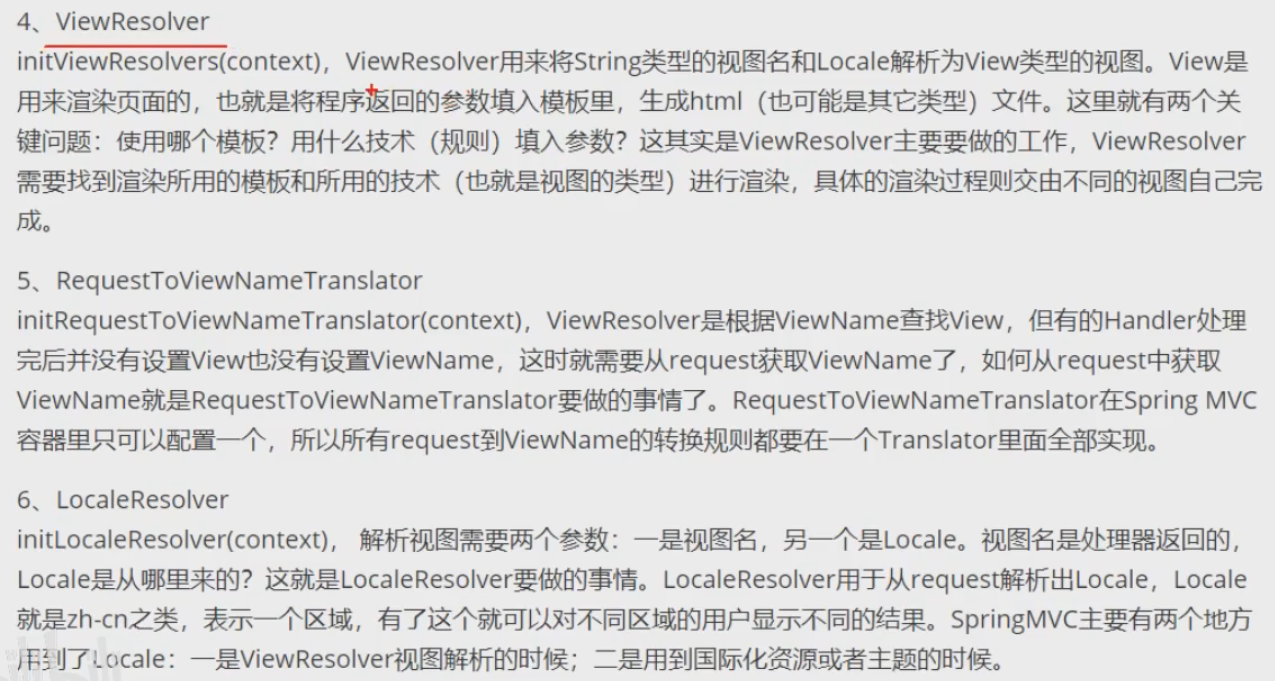 4、ViewResolver
initViewResolvers(context)，ViewResolver用来将String类型的视图名和Locale解析为View类型的视图。View是
用来渲染页面的，也就是将程序返回的参数填入模板里，生成html（也可能是其它类型）文件。这里就有两个关
键问题：使用哪个模板？用什么技术（规则）填入参数？这其实是ViewResolver主要要做的工作，ViewResolver
需要找到渲染所用的模板和所用的技术（也就是视图的类型）进行渲染，具体的渲染过程则交由不同的视图自己完
成。
5、RequestToViewNameTranslator
initRequestToViewNameTranslator(context)，ViewResolver是根据ViewName查找View，但有的Handler处理
完后并没有设置View也没有设置ViewName，这时就需要从request获取ViewName了，如何从request中获取
ViewName就是RequestToViewNameTranslator要做的事情了。RequestToViewNameTranslator在Spring MVC
容器里只可以配置一个，所以所有request到ViewName的转换规则都要在一个Translator里面全部实现。
6、LocaleResolver
initLocaleResolver(context)， 解析视图需要两个参数：一是视图名，另一个是Locale。视图名是处理器返回的，
Locale是从哪里来的？这就是LocaleResolver要做的事情。LocaleResolver用于从request解析出Locale，Locale
就是zh-cn之类，表示一个区域，有了这个就可以对不同区域的用户显示不同的结果。SpringMVC主要有两个地方
用到了Locale：一是ViewResolver视图解析的时候；二是用到国际化资源或者主题的时候。